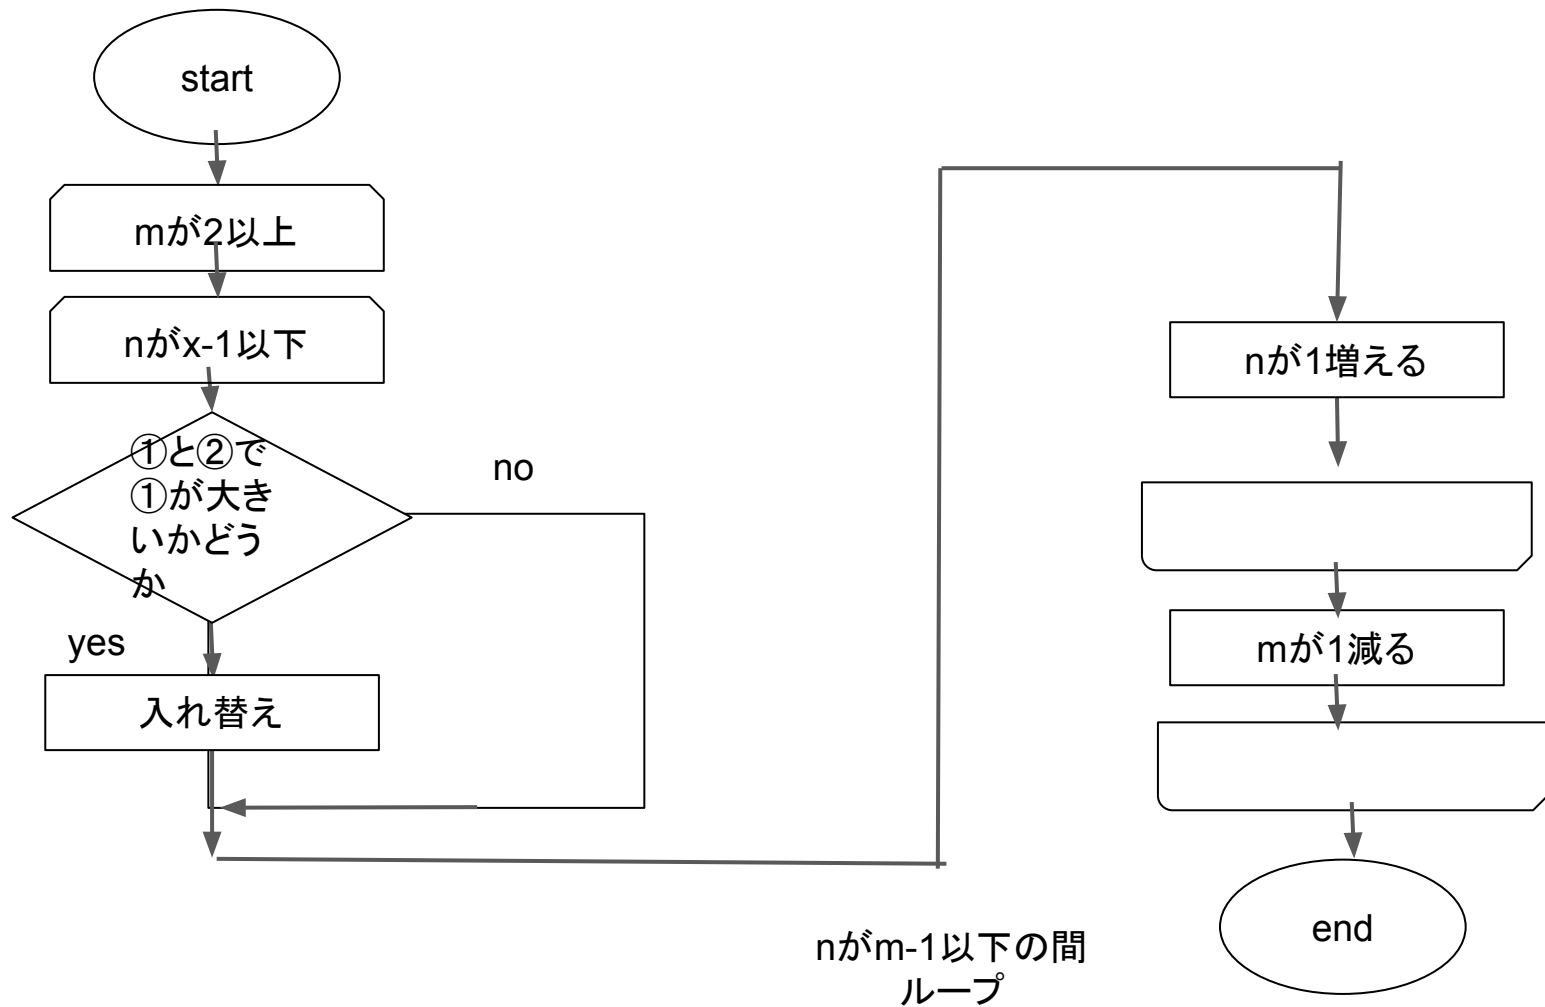 start
mが2以上
nがx-1以下
①と②で
①が大き
いかどう
か
no
yes
入れ替え
nが1増える
mが1減る
end
nがm-1以下の間
ループ